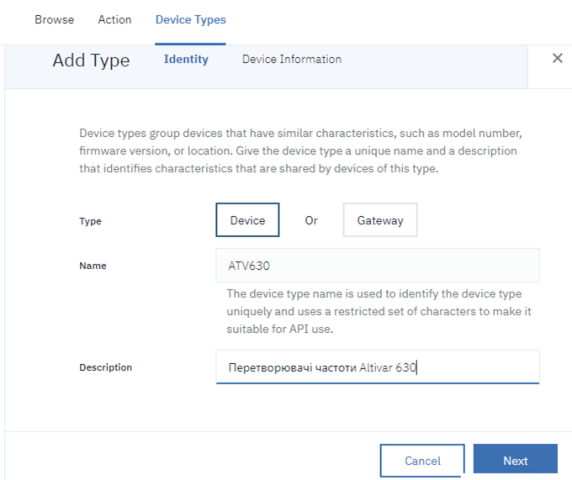 Browse Action Device Types
Add Type Identity Device Information
Device types group devices that have similar characteristics, such as model number,
firmware version, or location. Give the device type a unique name and a description
that identifies characteristics that are shared by devices of this type.
Type Device Or Gateway
Name ATV630
The device type name is used to identify the device type
uniquely and uses a restricted set of characters to make it
suitable for API use.
Description Перетворювачі частоти Altivar 630
Cancel Next